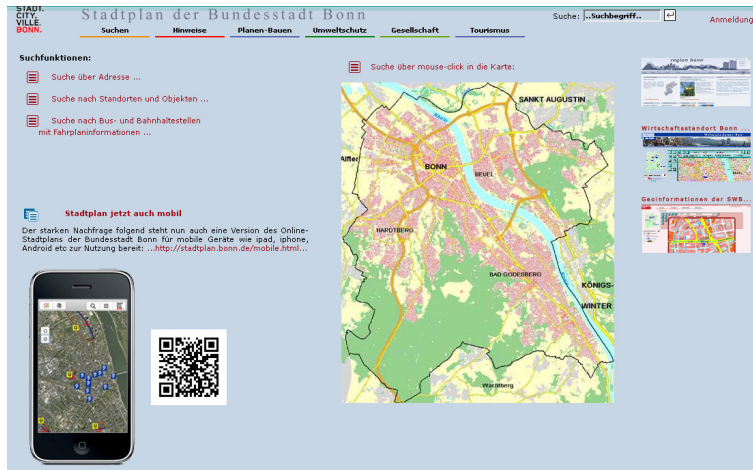 STADT.
CITY.
VILLE.
BONN.
Stadtplan der Bundesstadt Bonn
Suche: ..Suchbegriff..
Anmeldung
Suchen Hinweise Planen-Bauen Umweltschutz Gesellschaft Tourismus
Suchfunktionen:
Suche über Adresse ...
Suche nach Standorten und Objekten ...
Suche nach Bus- und Bahnhaltestellen
mit Fahrplaninformationen ...
Stadtplan jetzt auch mobil
Der starken Nachfrage folgend steht nun auch eine Version des Online-
Stadtplans der Bundesstadt Bonn für mobile Geräte wie ipad, iphone,
Android etc zur Nutzung bereit: ...http://stadtplan.bonn.de/mobile.html...
Suche über mouse-click in die Karte:
SANKT AUGUSTIN
Rhein
Alfter
BONN
BEUEL
HARDTBERG
BAD GODESBERG
KÖNIGS-
WINTER
Wachtberg
region bonn
Wirtschaftsstandort Bonn ...
Geoinformationen der SWB...